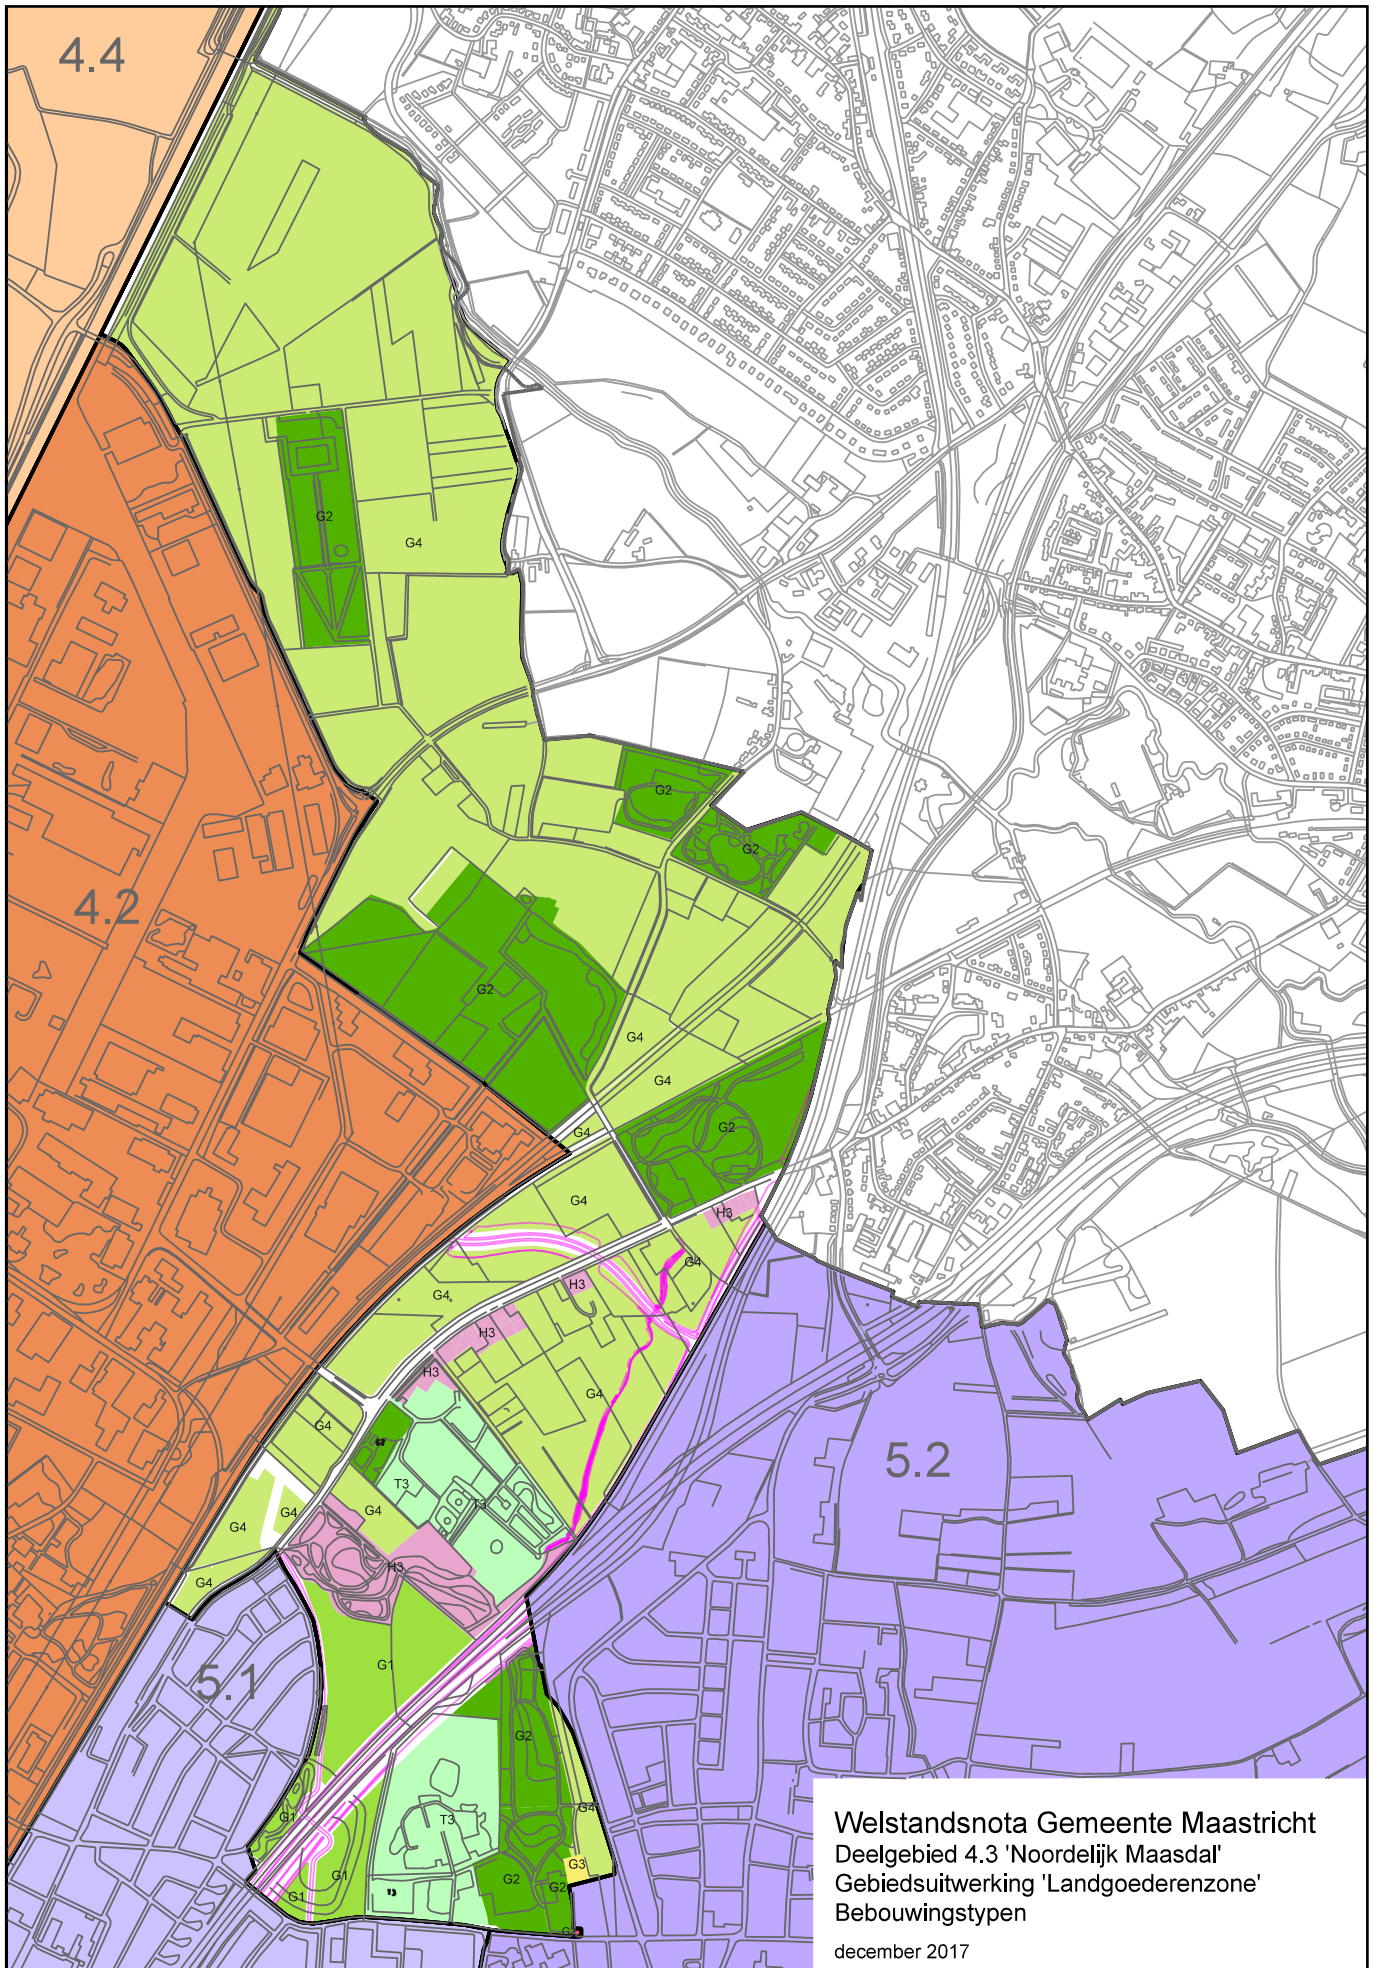 4.4
G2
G4
G2
G2
4.2
G2
G4
G4
G2
G4
G4
H3
G4
H3
G4
H3
H3
G4
G4
5.2
T3
T3
G4
G4
G4
H3
G4
G1
5.1
G2
G4
G1
T3
G3
G1
G2
G2
G1
Welstandsnota Gemeente Maastricht
Deelgebied 4.3 'Noordelijk Maasdal'
Gebiedsuitwerking 'Landgoederenzone'
Bebouwingstypen
december 2017